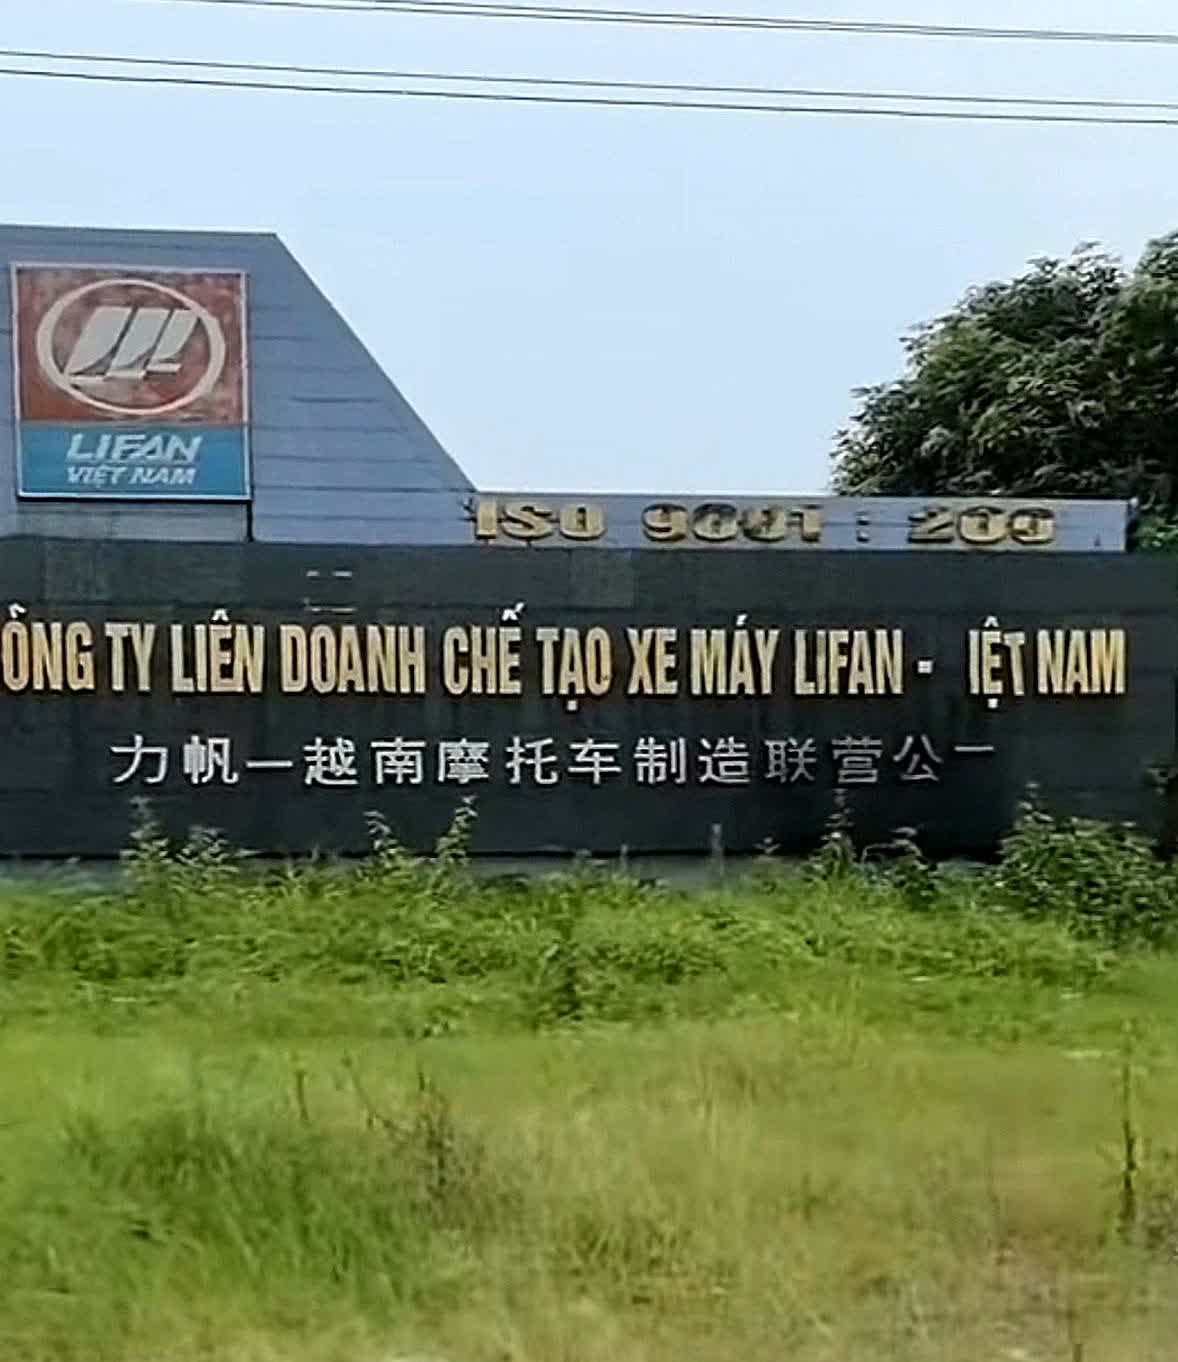 LIFAN
VIỆT NAM
ISO 9001 : 200
ÔNG TY LIÊN DOANH CHẾ TẠO XE MÁY LIFAN - IỆT NAM
力帆一越南摩托车制造联营公